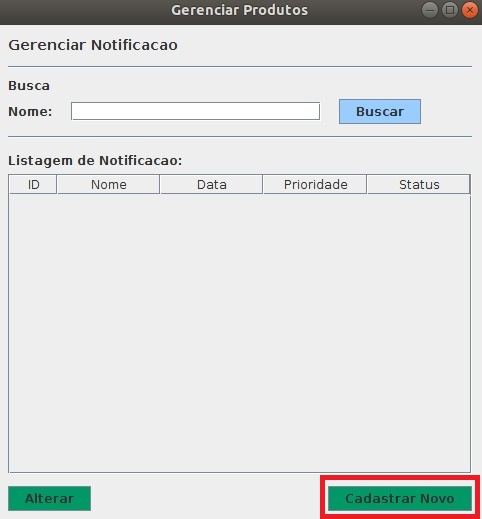 Gerenciar Produtos
Gerenciar Notificacao
Busca
Nome: Buscar
Listagem de Notificacao:
ID Nome Data Prioridade Status
Alterar Cadastrar Novo